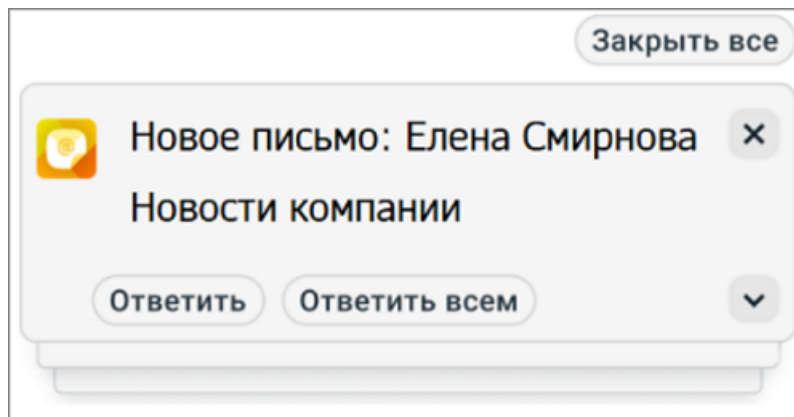 Закрыть все
Новое письмо: Елена Смирнова
Новости компании
Ответить Ответить всем